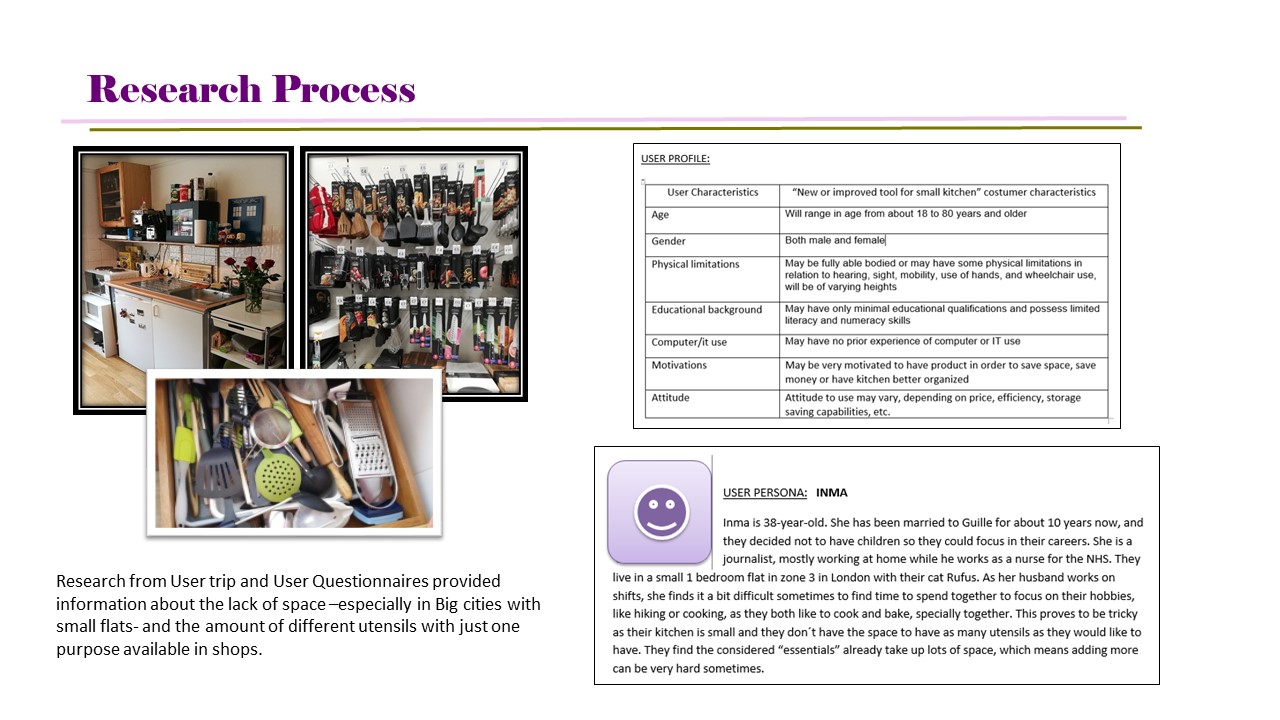 Research Process
Research from User trip and User Questionnaires provided
information about the lack of space –especially in Big cities with
small flats- and the amount of different utensils with just one
purpose available in shops.
USER PROFILE:
User Characteristics “New or improved tool for small kitchen” costumer characteristics
Age Will range in age from about 18 to 80 years and older
Gender Both male and female
Physical limitations May be fully able bodied or may have some physical limitations in
relation to hearing, sight, mobility, use of hands, and wheelchair use,
will be of varying heights
Educational background May have only minimal educational qualifications and possess limited
literacy and numeracy skills
Computer/it use May have no prior experience of computer or IT use
Motivations May be very motivated to have product in order to save space, save
money or have kitchen better organized
Attitude Attitude to use may vary, depending on price, efficiency, storage
saving capabilities, etc.
USER PERSONA: INMA
Inma is 38-year-old. She has been married to Guille for about 10 years now, and
they decided not to have children so they could focus in their careers. She is a
journalist, mostly working at home while he works as a nurse for the NHS. They
live in a small 1 bedroom flat in zone 3 in London with their cat Rufus. As her husband works on
shifts, she finds it a bit difficult sometimes to find time to spend together to focus on their hobbies,
like hiking or cooking, as they both like to cook and bake, specially together. This proves to be tricky
as their kitchen is small and they don´t have the space to have as many utensils as they would like to
have. They find the considered “essentials” already take up lots of space, which means adding more
can be very hard sometimes.